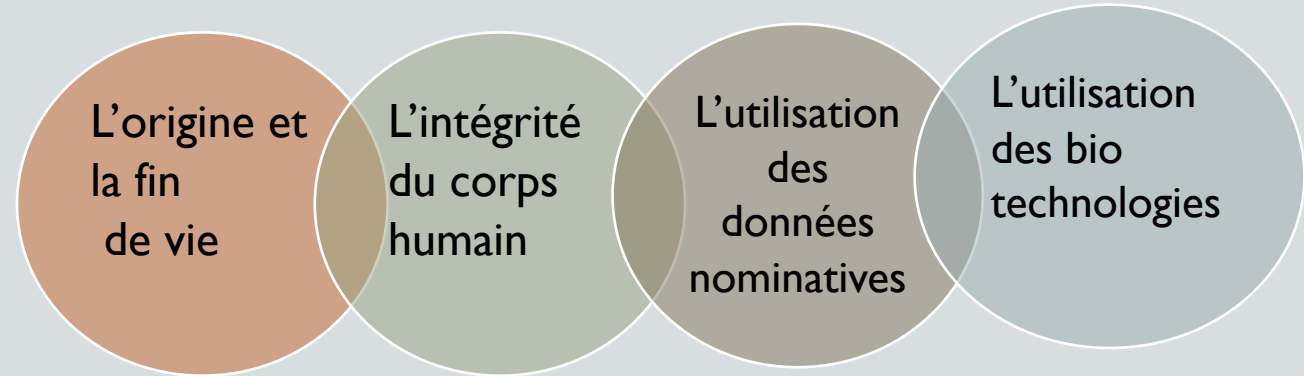 L’origine et
la fin
de vie
L’intégrité
du corps
humain
L’utilisation
des
données
nominatives
L’utilisation
des bio
technologies